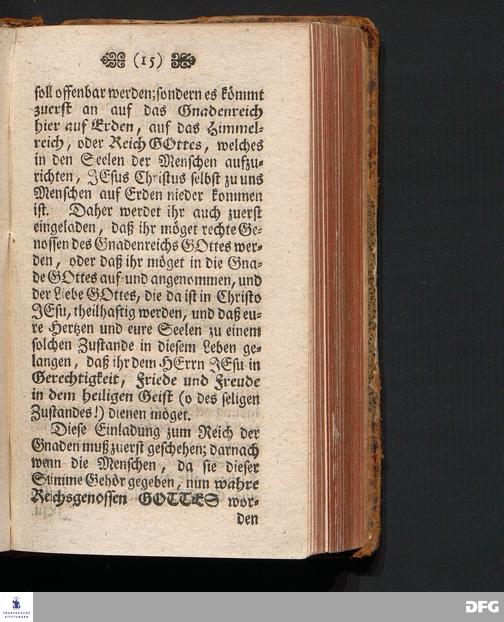 (15)
soll offenbar werden; sondern es kömmt
zuerst an auf das Gnadenreich
hier auf Erden, auf das Himmel-
reich, oder Reich GOttes, welches
in den Seelen der Menschen aufzu-
richten, JEsus Christus selbst zu uns
Menschen auf Erden nieder kommen
ist. Daher werdet ihr auch zuerst
eingeladen, daß ihr möget rechte Ge-
nossen des Gnadenreichs GOttes wer-
den, oder daß ihr möget in die Gna-
de GOttes auf- und angenommen, und
der Liebe GOttes, die da ist in Christo
JEsu, theilhaftig werden, und daß eu-
re Hertzen und eure Seelen zu einem
solchen Zustande in diesem Leben ge-
langen, daß ihr dem HErrn JEsu in
Gerechtigkeit, Friede und Freude
in dem heiligen Geist (o des seligen
Zustandes!) dienen möget.
Diese Einladung zum Reich der
Gnaden muß zuerst geschehen; darnach
wenn die Menschen, da sie dieser
Stimme Gehör gegeben, nun wahre
Reichsgenossen GOTTES wor-
den
FRANCKESCHE
STIFTUNGEN
DFG